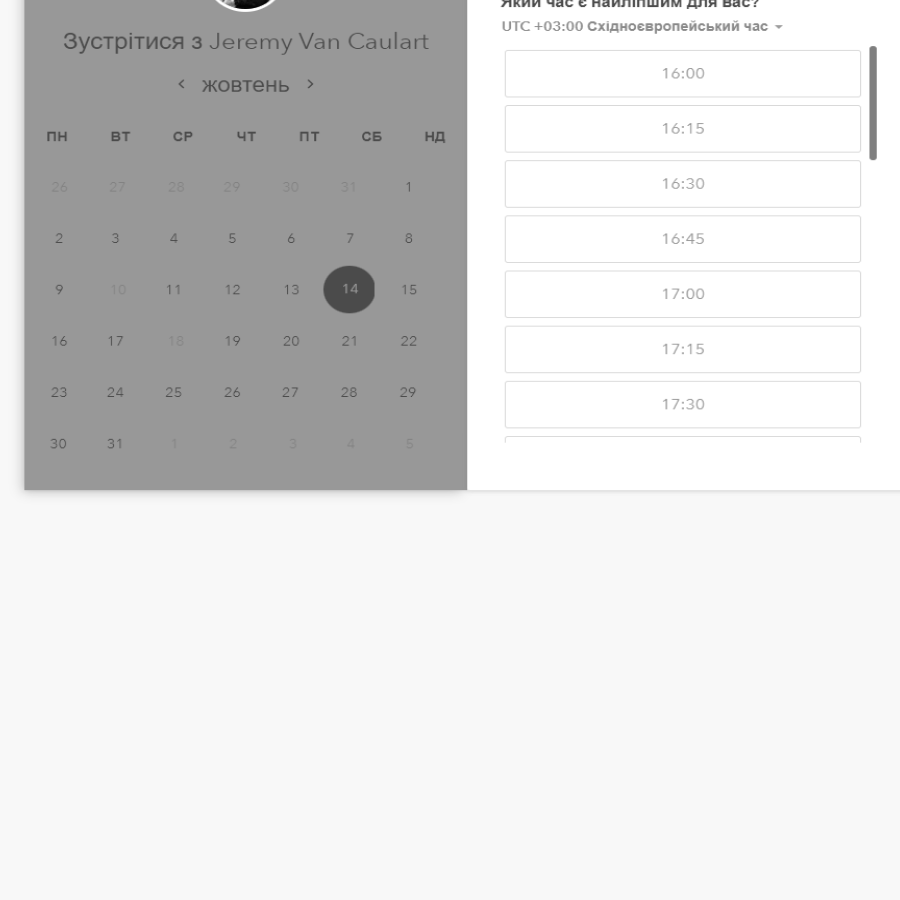 Зустрітися з Jeremy Van Caulart
жовтень
ПН ВТ СР ЧТ ПТ СБ НД
26 27 28 29 30 31 1
2 3 4 5 6 7 8
9 10 11 12 13 14 15
16 17 18 19 20 21 22
23 24 25 26 27 28 29
30 31 1 2 3 4 5
Який час є найліпшим для вас?
UTC +03:00 Східноєвропейський час
16:00
16:15
16:30
16:45
17:00
17:15
17:30